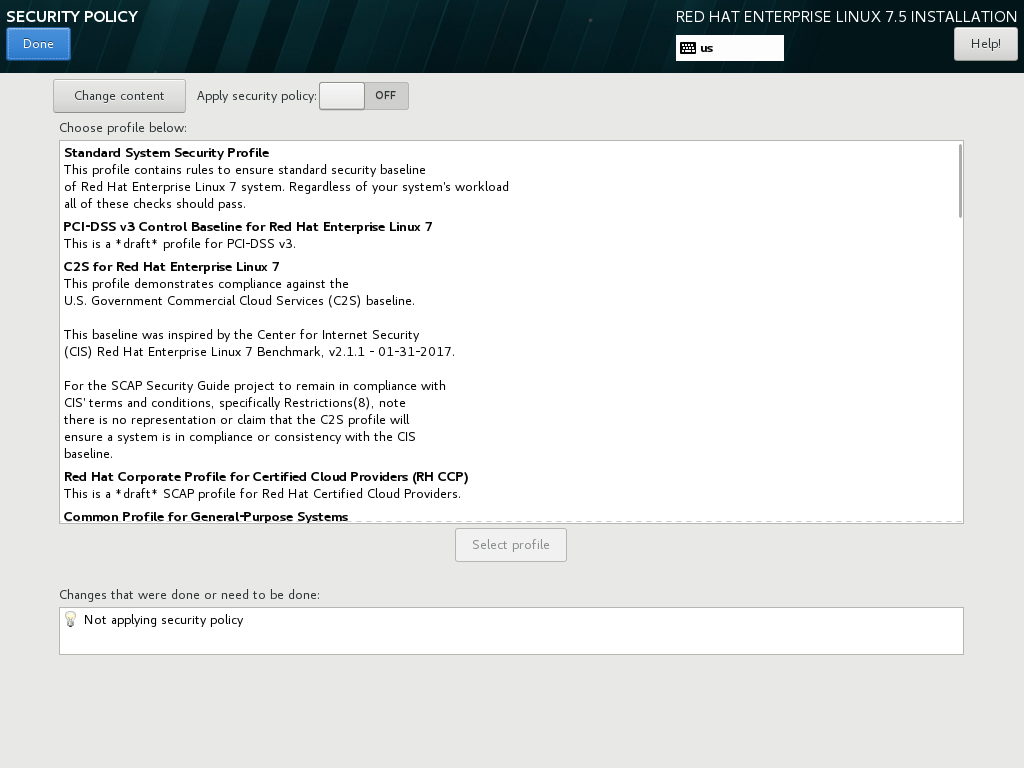 SECURITY POLICY
RED HAT ENTERPRISE LINUX 7.5 INSTALLATION
Done
us
Help!
Change content
Apply security policy:
OFF
Choose profile below:
Standard System Security Profile
This profile contains rules to ensure standard security baseline
of Red Hat Enterprise Linux 7 system. Regardless of your system's workload
all of these checks should pass.
PCI-DSS v3 Control Baseline for Red Hat Enterprise Linux 7
This is a *draft* profile for PCI-DSS v3.
C2S for Red Hat Enterprise Linux 7
This profile demonstrates compliance against the
U.S. Government Commercial Cloud Services (C2S) baseline.
This baseline was inspired by the Center for Internet Security
(CIS) Red Hat Enterprise Linux 7 Benchmark, v2.1.1 - 01-31-2017.
For the SCAP Security Guide project to remain in compliance with
CIS' terms and conditions, specifically Restrictions(8), note
there is no representation or claim that the C2S profile will
ensure a system is in compliance or consistency with the CIS
baseline.
Red Hat Corporate Profile for Certified Cloud Providers (RH CCP)
This is a *draft* SCAP profile for Red Hat Certified Cloud Providers.
Common Profile for General-Purpose Systems
Select profile
Changes that were done or need to be done:
Not applying security policy